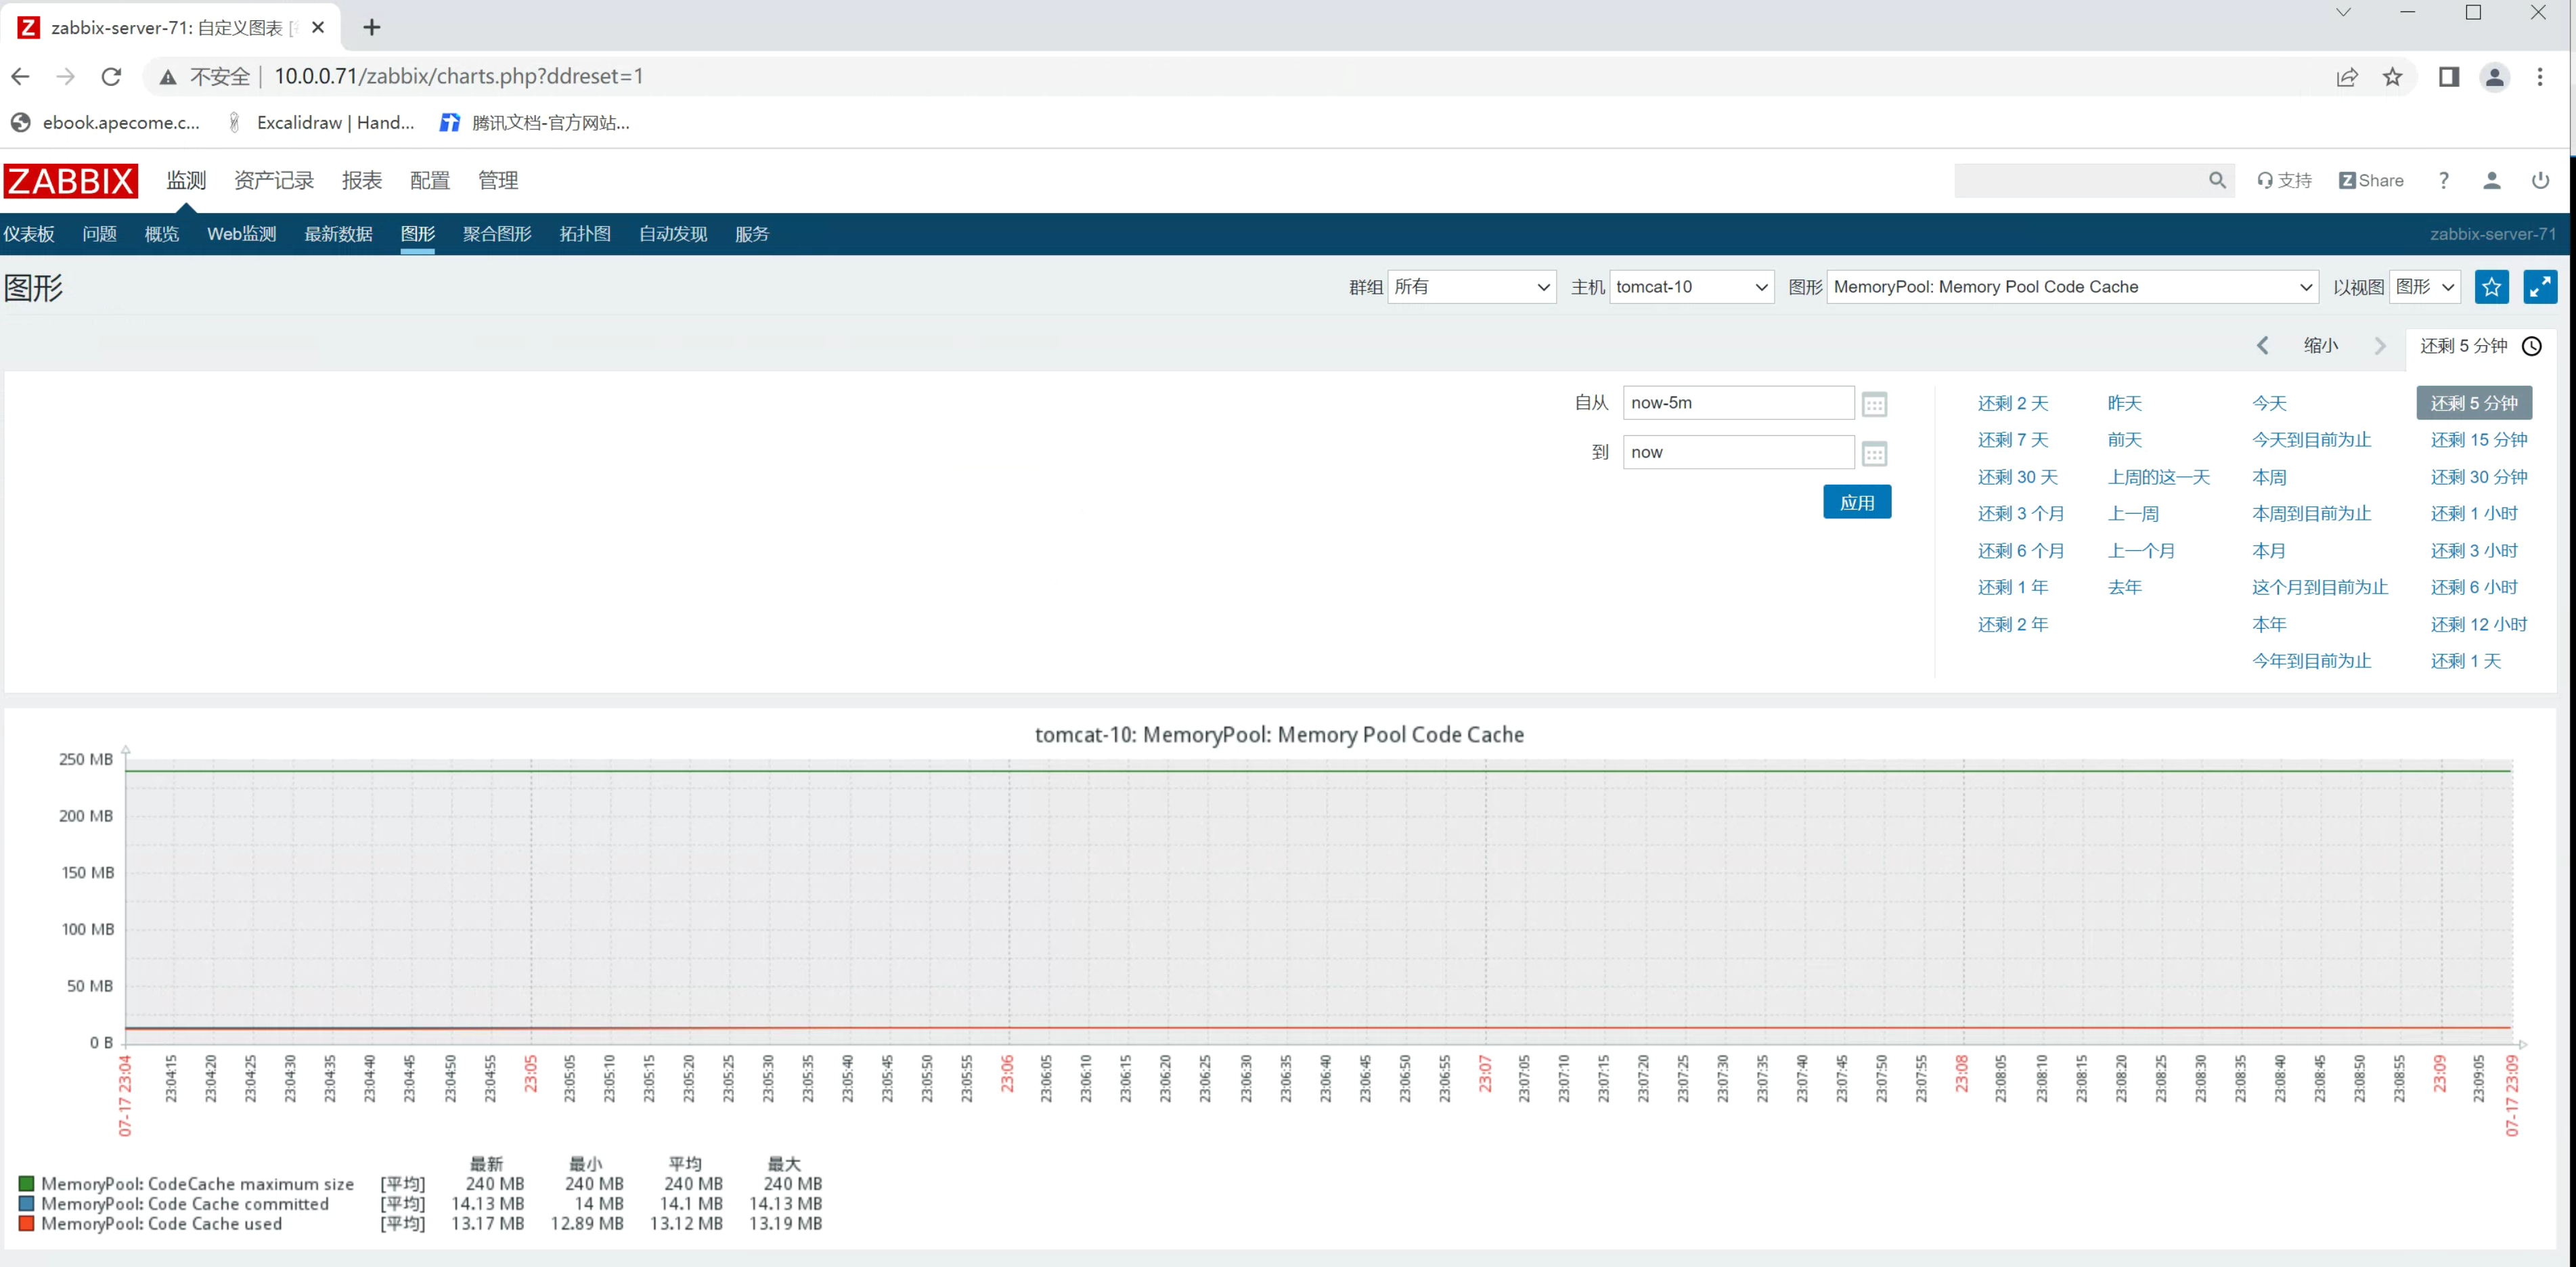 zabbix-server-71: 自定义图表 [
不安全 | 10.0.0.71/zabbix/charts.php?ddreset=1
ebook.apecome.c... Excalidraw | Hand... 腾讯文档-官方网站...
ZABBIX 监测 资产记录 报表 配置 管理 支持 Z Share ?
仪表板 问题 概览 Web监测 最新数据 图形 聚合图形 拓扑图 自动发现 服务 zabbix-server-71
图形 群组 所有 主机 tomcat-10 图形 MemoryPool: Memory Pool Code Cache 以视图 图形
缩小 还剩 5 分钟
自从 now-5m 还剩 2 天 昨天 今天 还剩 5 分钟
还剩 7 天 前天 今天到目前为止 还剩 15 分钟
到 now
还剩 30 天 上周的这一天 本周 还剩 30 分钟
应用
还剩 3 个月 上一周 本周到目前为止 还剩 1 小时
还剩 6 个月 上一个月 本月 还剩 3 小时
还剩 1 年 去年 这个月到目前为止 还剩 6 小时
还剩 2 年 本年 还剩 12 小时
今年到目前为止 还剩 1 天
tomcat-10: MemoryPool: Memory Pool Code Cache
250 MB
200 MB
150 MB
100 MB
50 MB
0 B
07-17 23:04 23:04:15 23:04:20 23:04:25 23:04:30 23:04:35 23:04:40 23:04:45 23:04:50 23:04:55 23:05 23:05:05 23:05:10 23:05:15 23:05:20 23:05:25 23:05:30 23:05:35 23:05:40 23:05:45 23:05:50 23:05:55 23:06 23:06:05 23:06:10 23:06:15 23:06:20 23:06:25 23:06:30 23:06:35 23:06:40 23:06:45 23:06:50 23:06:55 23:07 23:07:05 23:07:10 23:07:15 23:07:20 23:07:25 23:07:30 23:07:35 23:07:40 23:07:45 23:07:50 23:07:55 23:08 23:08:05 23:08:10 23:08:15 23:08:20 23:08:25 23:08:30 23:08:35 23:08:40 23:08:45 23:08:50 23:08:55 23:09 23:09:05 07-17 23:09
最新 最小 平均 最大
MemoryPool: CodeCache maximum size [平均] 240 MB 240 MB 240 MB 240 MB
MemoryPool: Code Cache committed [平均] 14.13 MB 14 MB 14.1 MB 14.13 MB
MemoryPool: Code Cache used [平均] 13.17 MB 12.89 MB 13.12 MB 13.19 MB